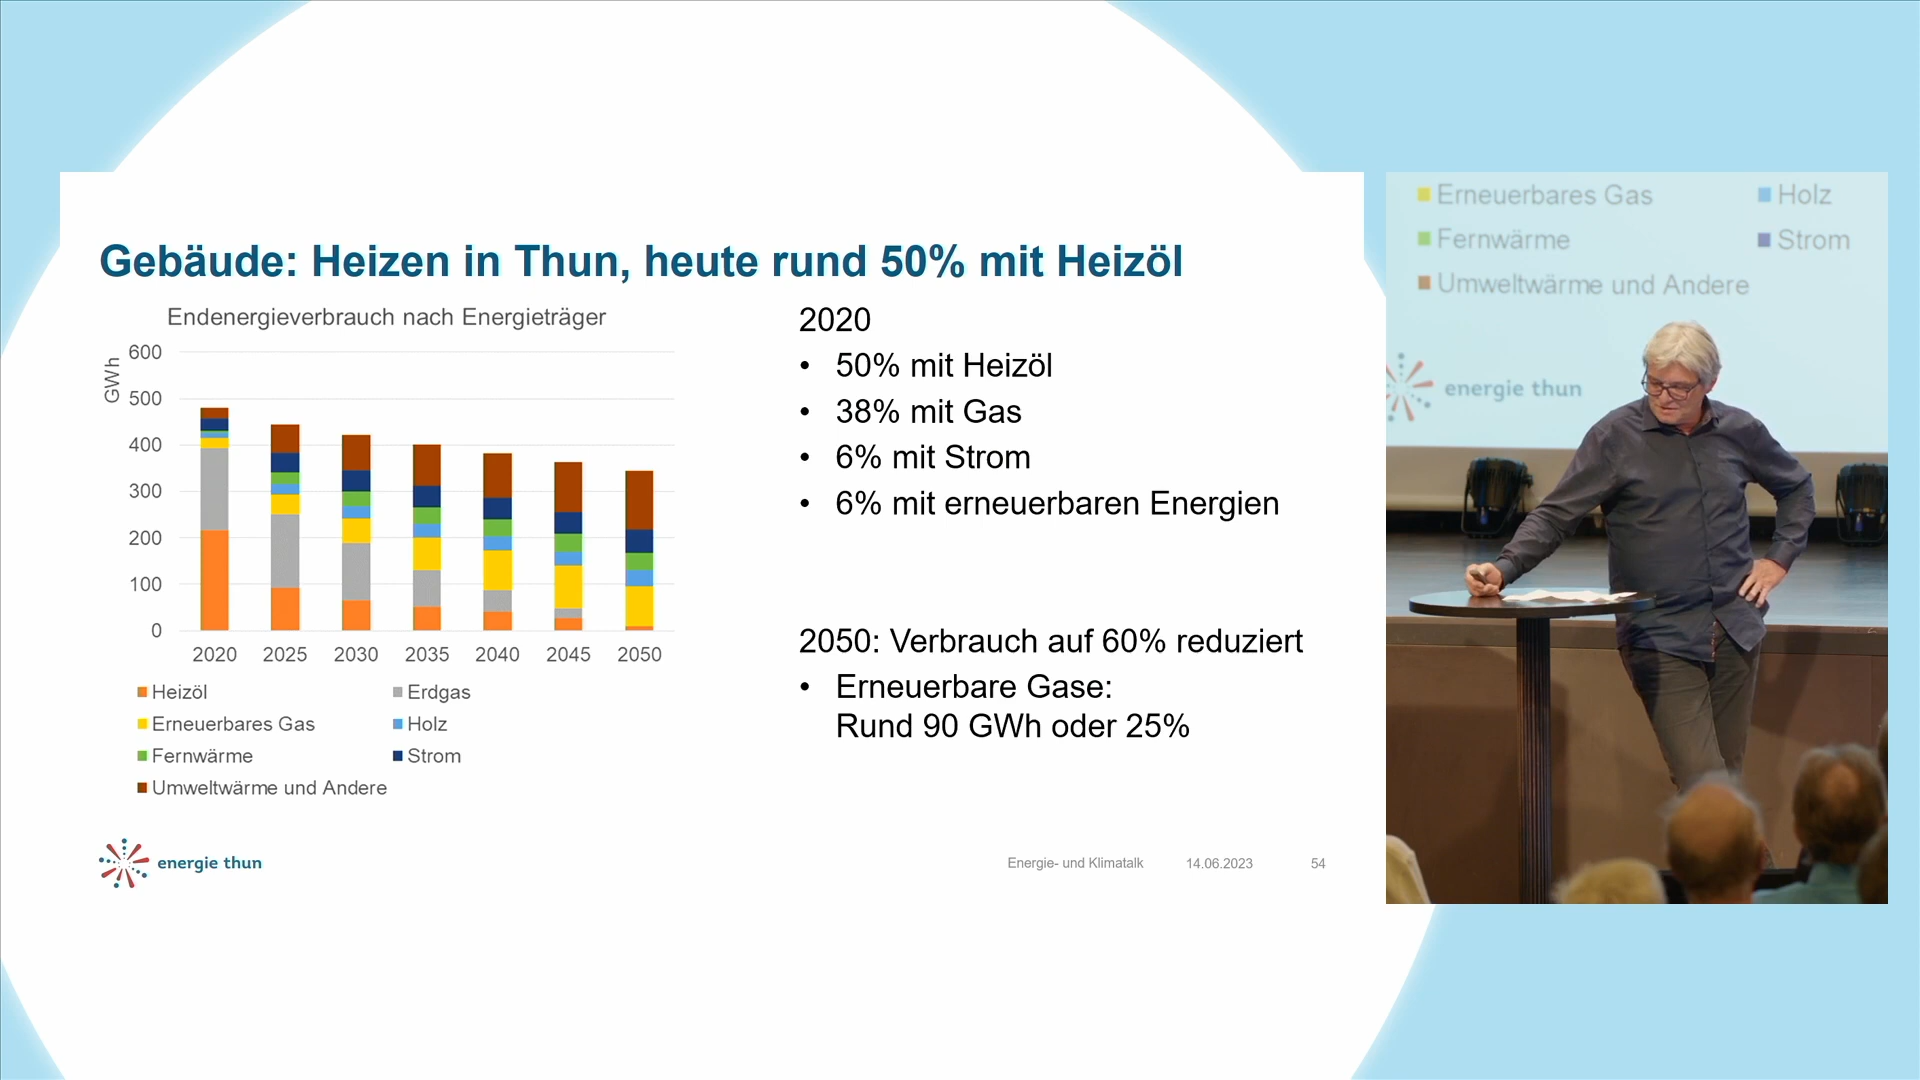 Gebäude: Heizen in Thun, heute rund 50% mit Heizöl
Endenergieverbrauch nach Energieträger
GWh
600
500
400
300
200
100
0
2020 2025 2030 2035 2040 2045 2050
Heizöl Erdgas
Erneuerbares Gas Holz
Fernwärme Strom
Umweltwärme und Andere
2020
• 50% mit Heizöl
• 38% mit Gas
• 6% mit Strom
• 6% mit erneuerbaren Energien
2050: Verbrauch auf 60% reduziert
• Erneuerbare Gase:
Rund 90 GWh oder 25%
energie thun
Energie- und Klimatalk 14.06.2023 54
Erneuerbares Gas Holz
Fernwärme Strom
Umweltwärme und Andere
energie thun